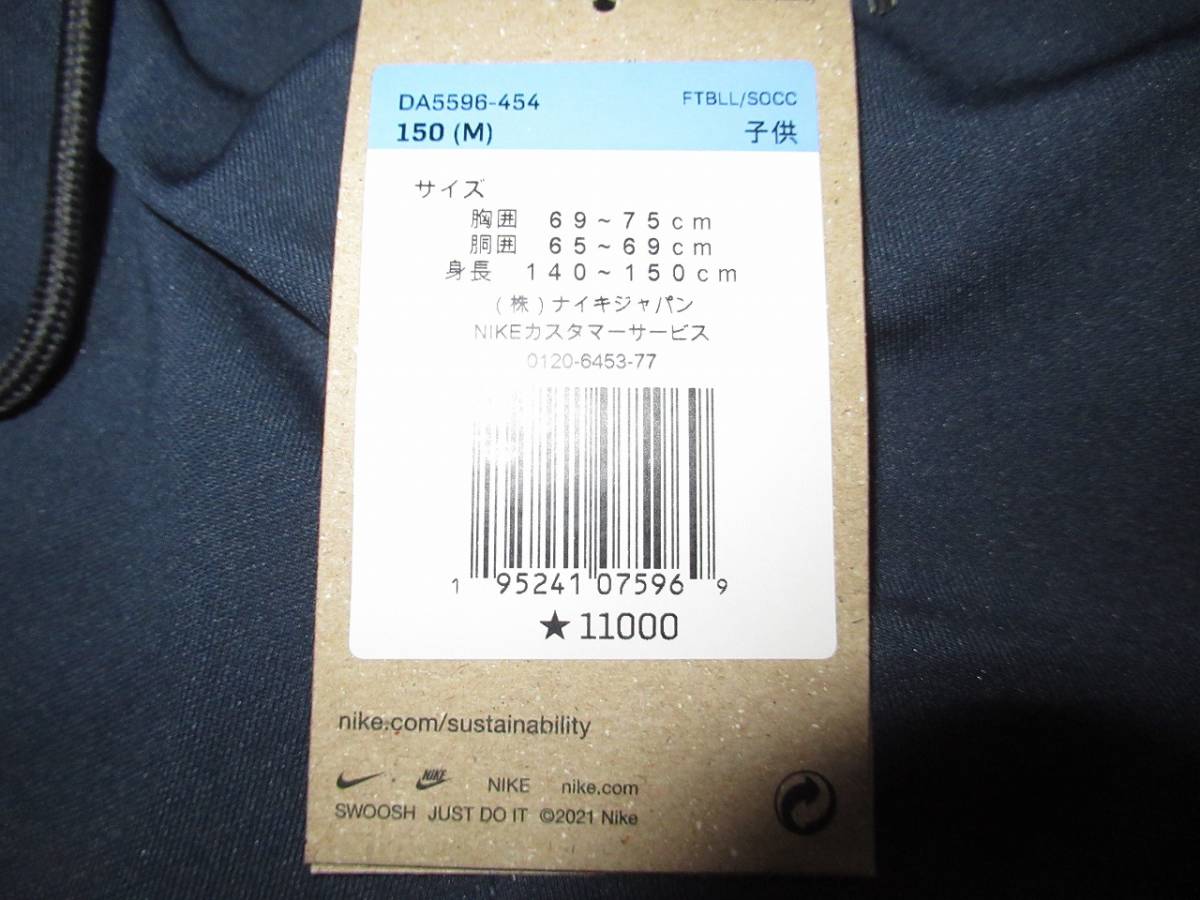 DA5596-454 FTBLL/SOCC
150 (M) 子供
サイズ
胸囲 69~75cm
胴囲 65~69cm
身長 140~150cm
(株)ナイキジャパン
NIKEカスタマーサービス
0120-6453-77
1 95241 07596 9
★11000
nike.com/sustainability
NIKE NIKE nike.com
SWOOSH JUST DO IT ©2021 Nike